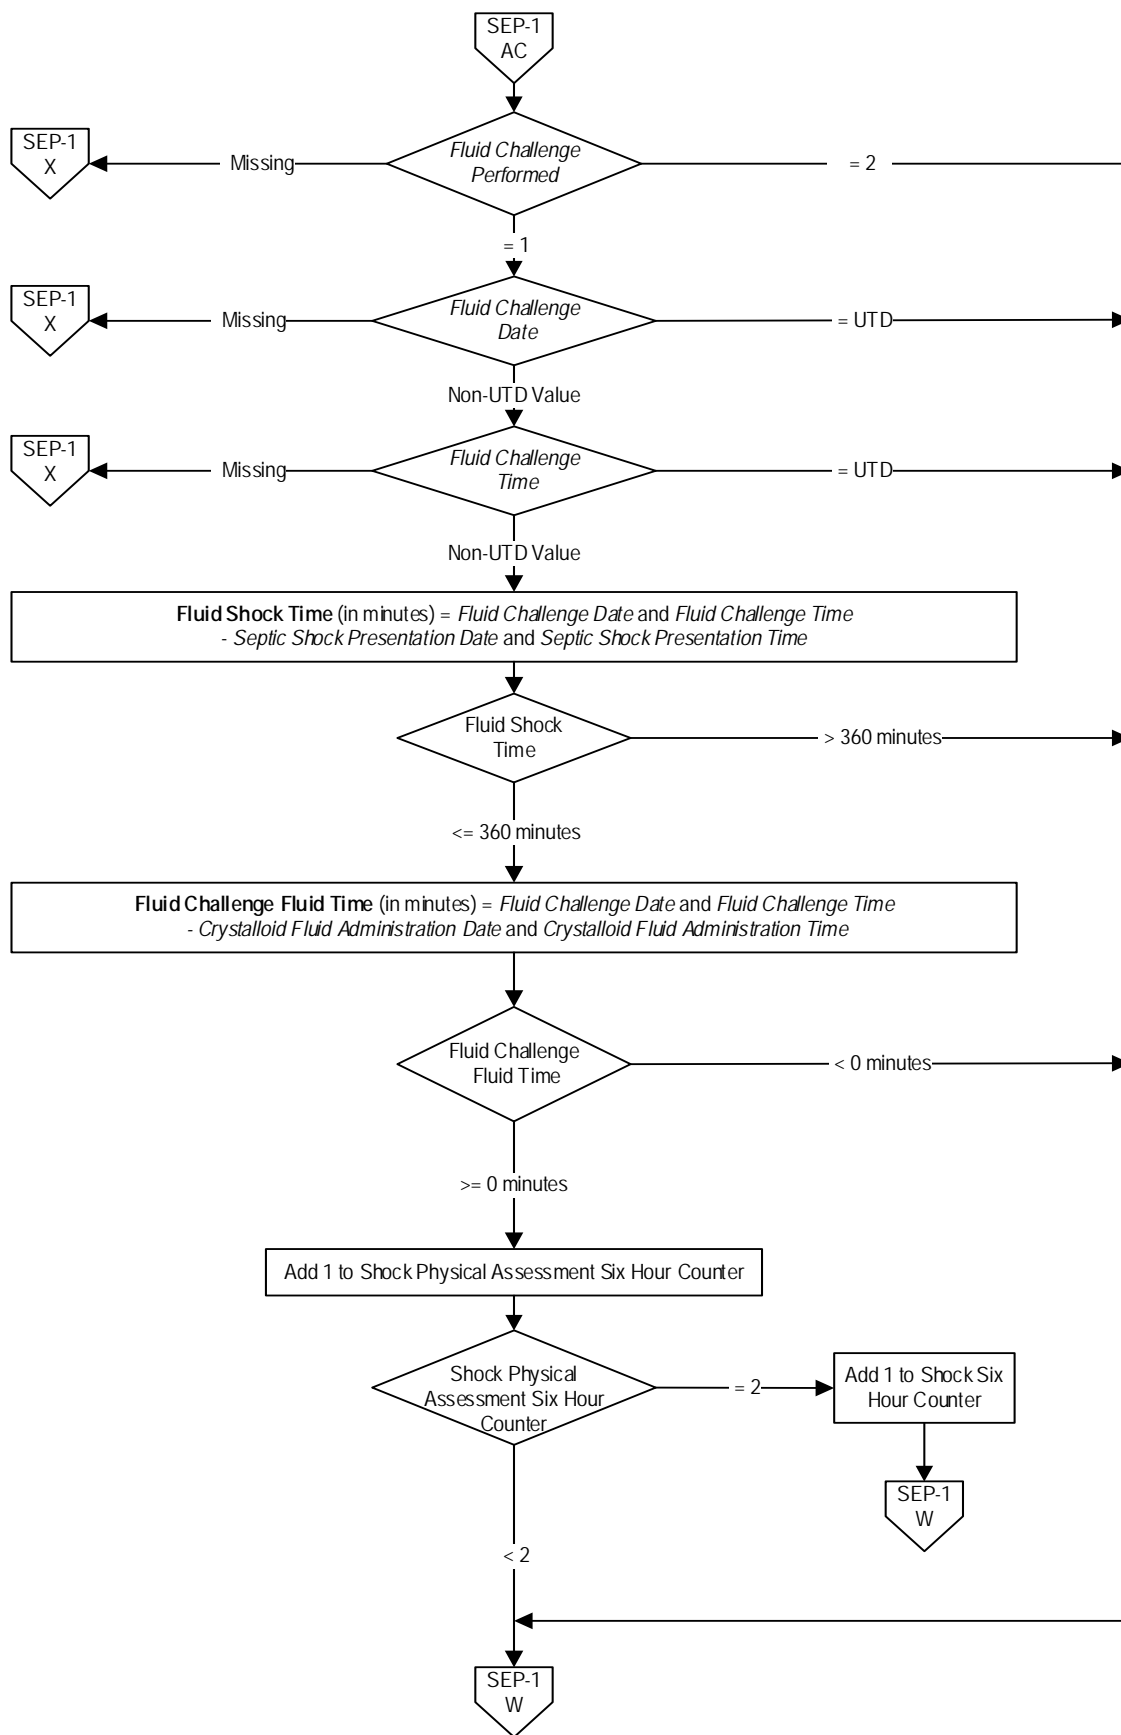 SEP-1
AC
SEP-1
X
Missing
Fluid Challenge
Performed
= 2
= 1
SEP-1
X
Missing
Fluid Challenge
Date
= UTD
Non-UTD Value
SEP-1
X
Missing
Fluid Challenge
Time
= UTD
Non-UTD Value
Fluid Shock Time (in minutes) = Fluid Challenge Date and Fluid Challenge Time
- Septic Shock Presentation Date and Septic Shock Presentation Time
Fluid Shock
Time
> 360 minutes
<= 360 minutes
Fluid Challenge Fluid Time (in minutes) = Fluid Challenge Date and Fluid Challenge Time
- Crystalloid Fluid Administration Date and Crystalloid Fluid Administration Time
Fluid Challenge
Fluid Time
< 0 minutes
>= 0 minutes
Add 1 to Shock Physical Assessment Six Hour Counter
Shock Physical
Assessment Six Hour
Counter
= 2
Add 1 to Shock Six
Hour Counter
SEP-1
W
< 2
SEP-1
W